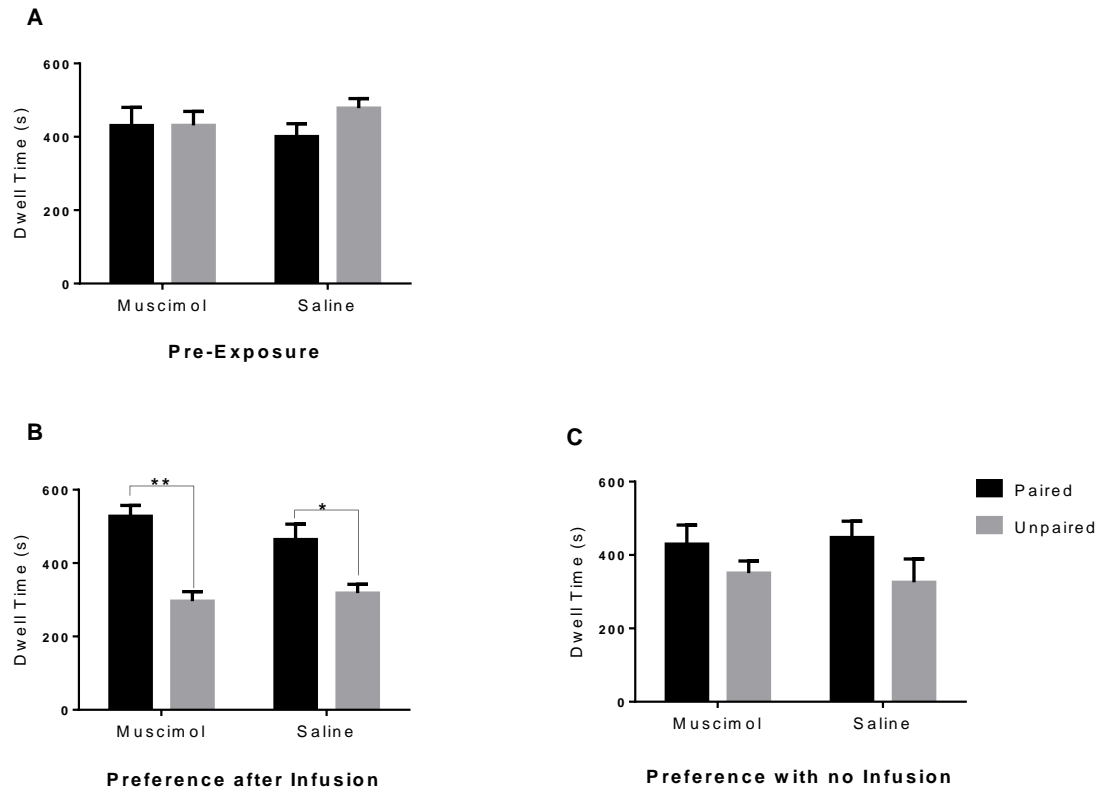 A
600
400
200
0
Dwell Time (s)
Muscimol Saline
Pre-Exposure
B
600
400
200
0
Dwell Time (s)
** *
Muscimol Saline
Preference after Infusion
C
600
400
200
0
Dwell Time (s)
Muscimol Saline
Preference with no Infusion
Paired
Unpaired